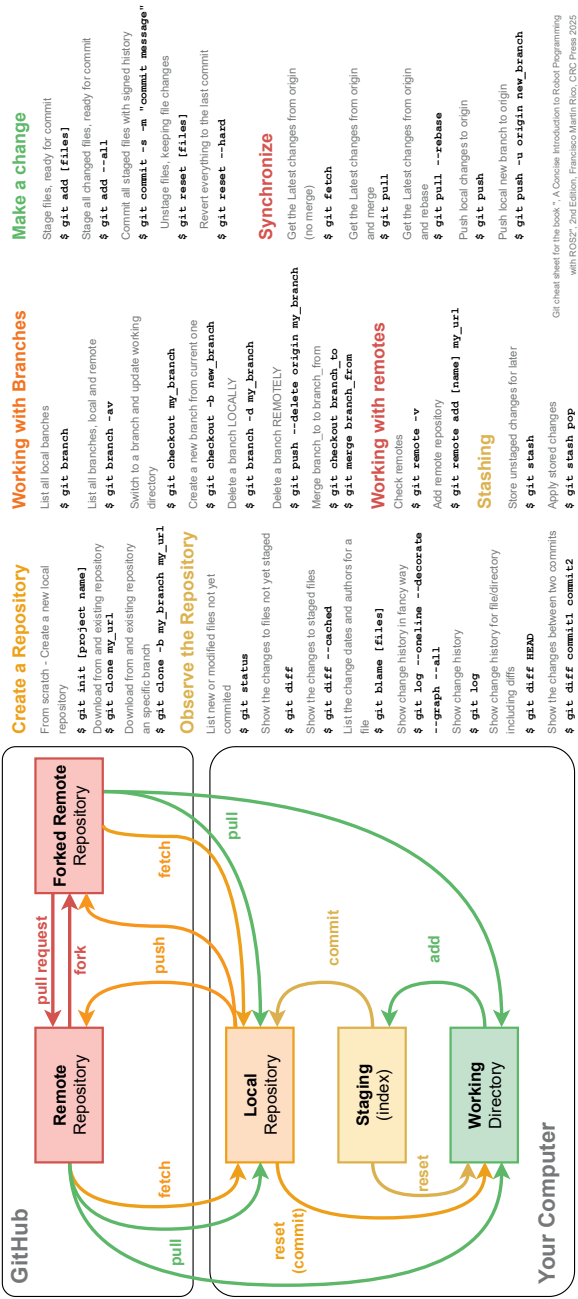 GitHub
Remote
Repository
Forked Remote
Repository
pull request
fork
fetch
push
fetch
pull
pull
Local
Repository
reset
(commit)
commit
Staging
(index)
reset
add
Working
Directory
Your Computer
Create a Repository
From scratch - Create a new local
repository
$ git init [project name]
Download from and existing repository
$ git clone my_url
Download from and existing repository
an specific branch
$ git clone -b my_branch my_url
Observe the Repository
List new or modified files not yet
committed
$ git status
Show the changes to files not yet staged
$ git diff
Show the changes to staged files
$ git diff --cached
List the change dates and authors for a
file
$ git blame [files]
Show change history in fancy way
$ git log --oneline --decorate
--graph --all
Show change history
$ git log
Show change history for file/directory
including diffs
$ git diff HEAD
Show the changes between two commits
$ git diff commit1 commit2
Working with Branches
List all local banches
$ git branch
List all branches, local and remote
$ git branch -av
Switch to a branch and update working
directory
$ git checkout my_branch
Create a new branch from current one
$ git checkout -b new_branch
Delete a branch LOCALLY
$ git branch -d my_branch
Delete a branch REMOTELY
$ git push --delete origin my_branch
Merge branch_to to branch_from
$ git checkout branch_to
$ git merge branch_from
Working with remotes
Check remotes
$ git remote -v
Add remote repository
$ git remote add [name] my_url
Stashing
Store unstaged changes for later
$ git stash
Apply stored changes
$ git stash pop
Make a change
Stage files, ready for commit
$ git add [files]
Stage all changed files, ready for commit
$ git add --all
Commit all staged files with signed history
$ git commit -s -m "commit message"
Unstage files, keeping file changes
$ git reset [files]
Revert everything to the last commit
$ git reset --hard
Synchronize
Get the Latest changes from origin
(no merge)
$ git fetch
Get the Latest changes from origin
and merge
$ git pull
Get the Latest changes from origin
and rebase
$ git pull --rebase
Push local changes to origin
$ git push
Push local new branch to origin
$ git push -u origin new_branch
Git cheat sheet for the book ", A Concise Introduction to Robot Programming
with ROS2", 2nd Edition, Francisco Martín Rico, CRC Press 2025